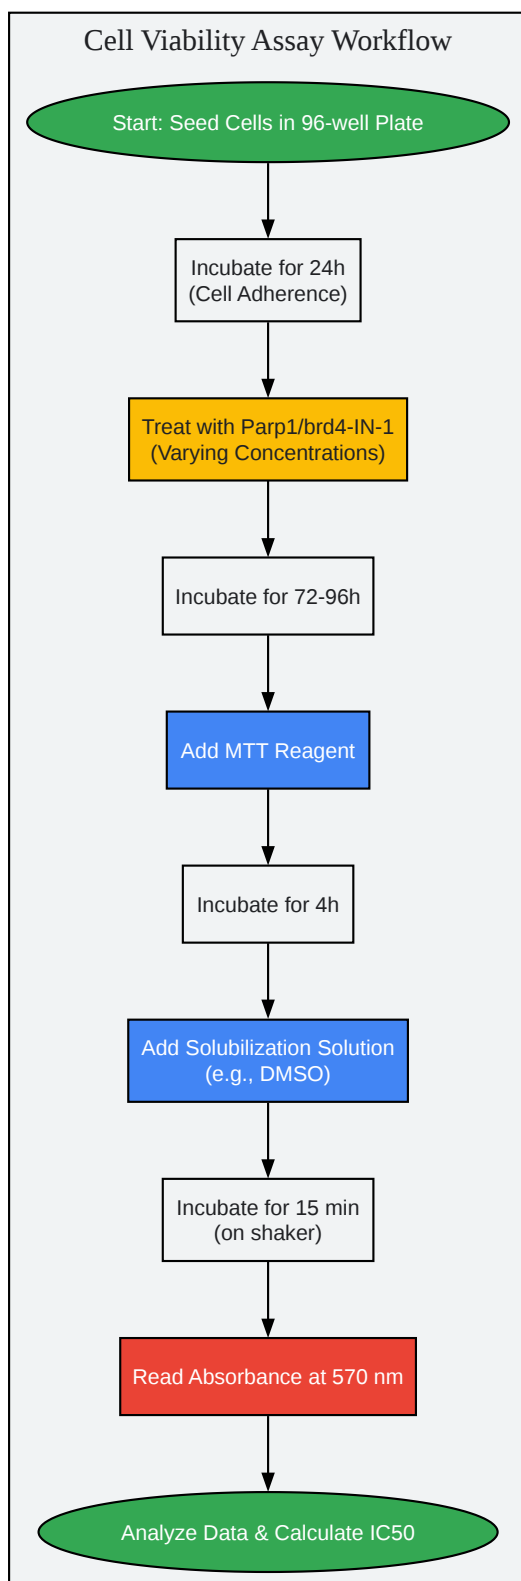 Cell Viability Assay Workflow
Start: Seed Cells in 96-well Plate
Incubate for 24h
(Cell Adherence)
Treat with Parp1/brd4-IN-1
(Varying Concentrations)
Incubate for 72-96h
Add MTT Reagent
Incubate for 4h
Add Solubilization Solution
(e.g., DMSO)
Incubate for 15 min
(on shaker)
Read Absorbance at 570 nm
Analyze Data & Calculate IC50